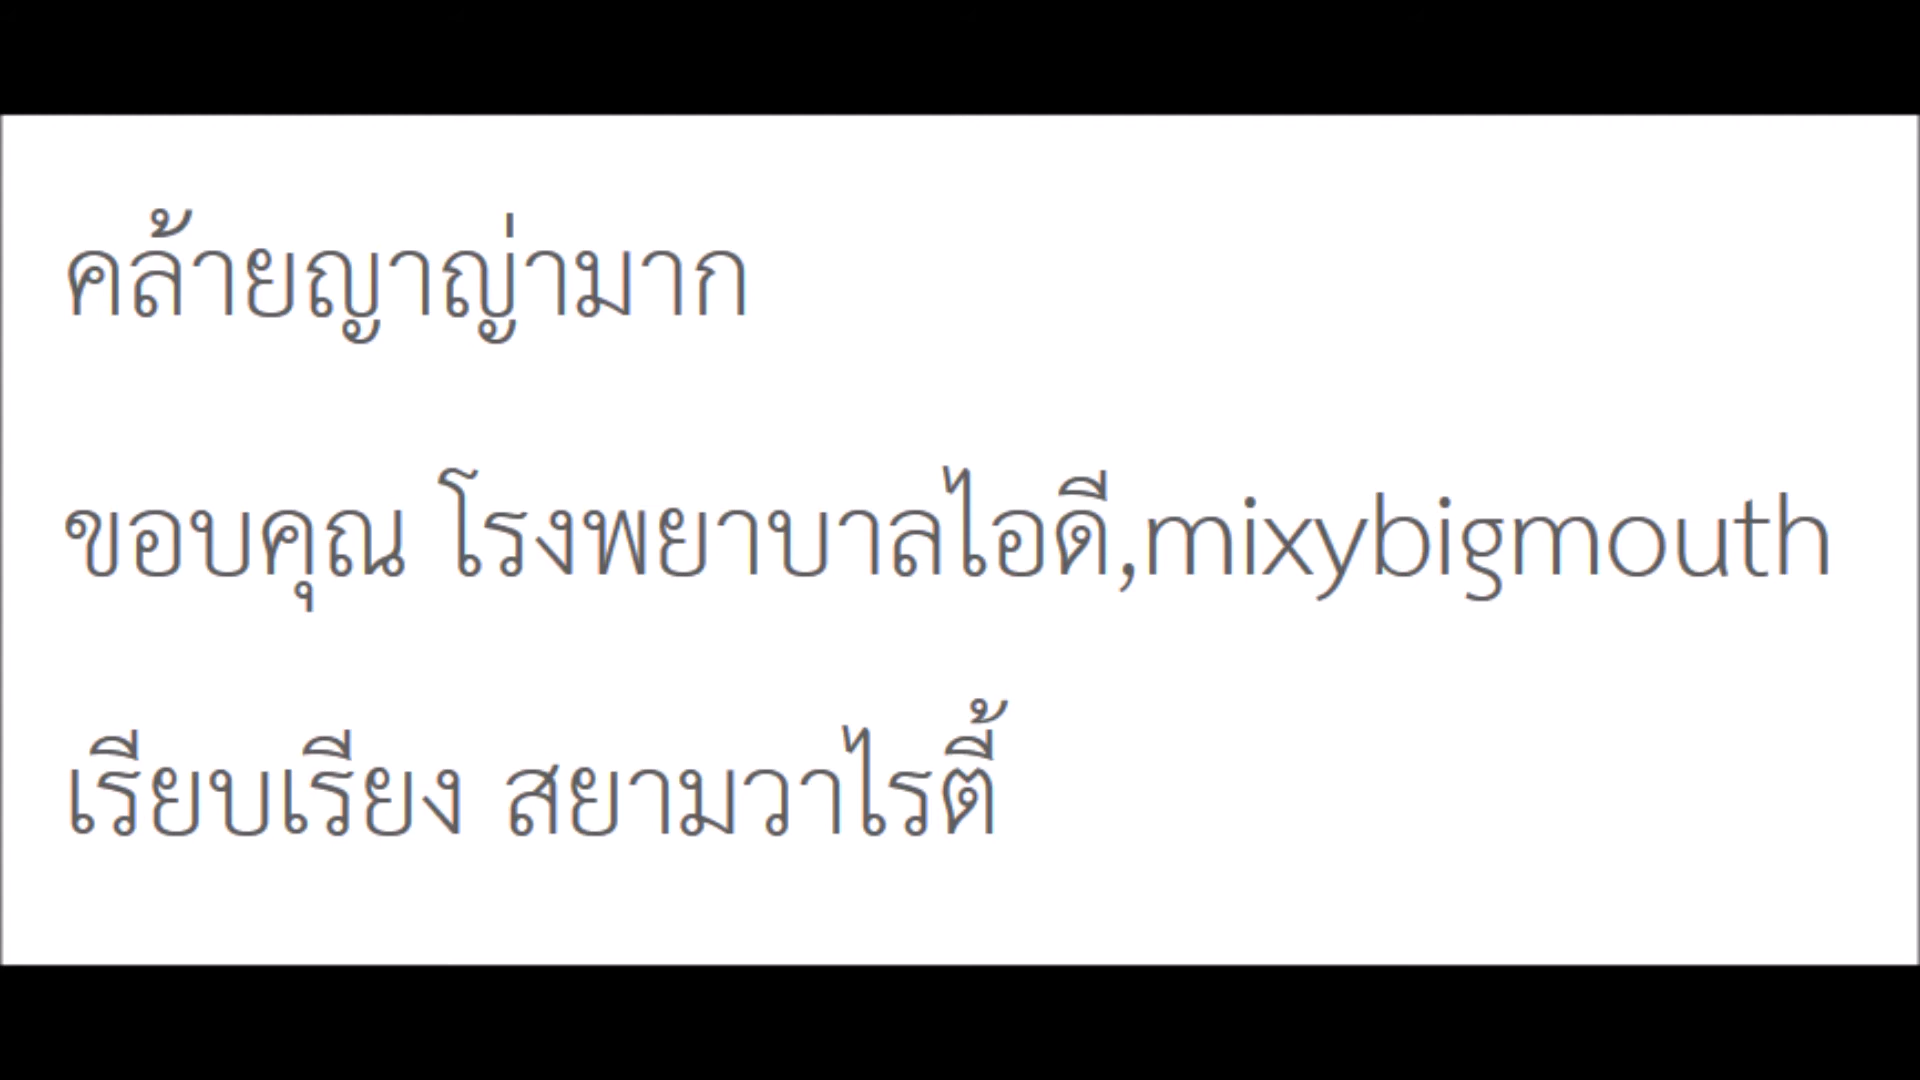 คล้ายญาญ่ามาก
ขอบคุณ โรงพยาบาลไอดี,mixybigmouth
เรียบเรียง สยามวาไรตี้